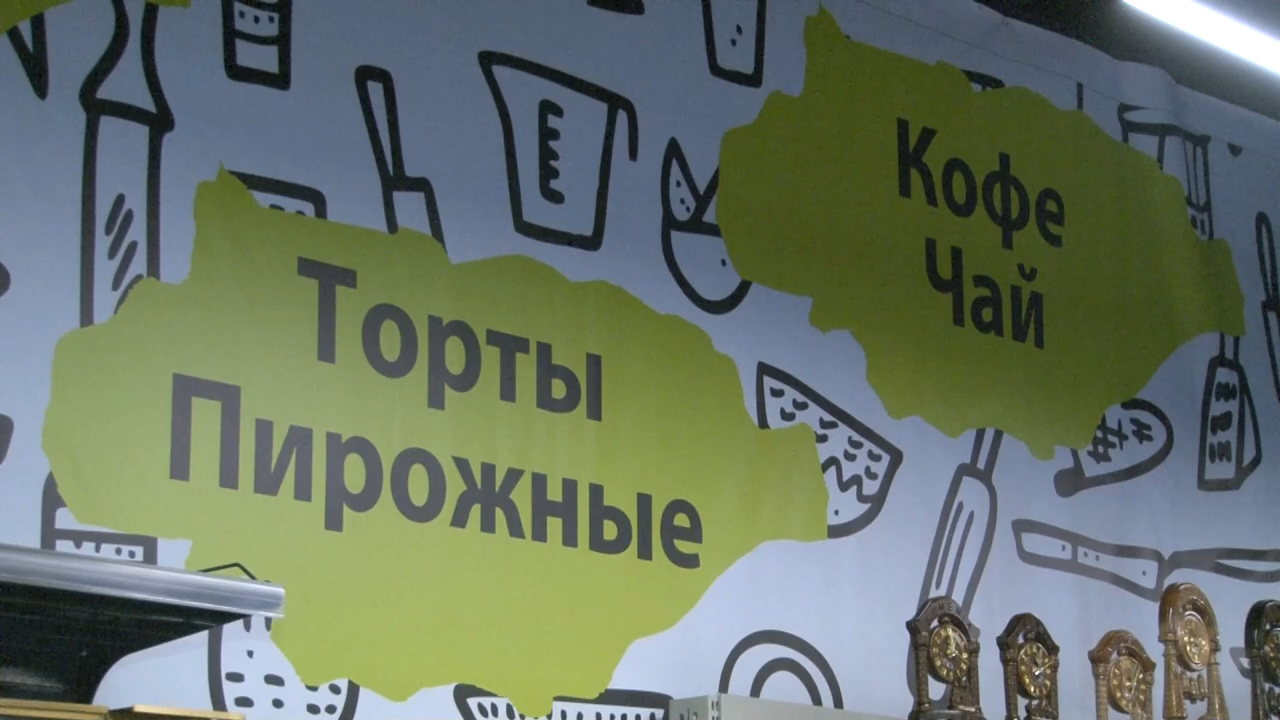 Торты
Пирожные
Кофе
Чай